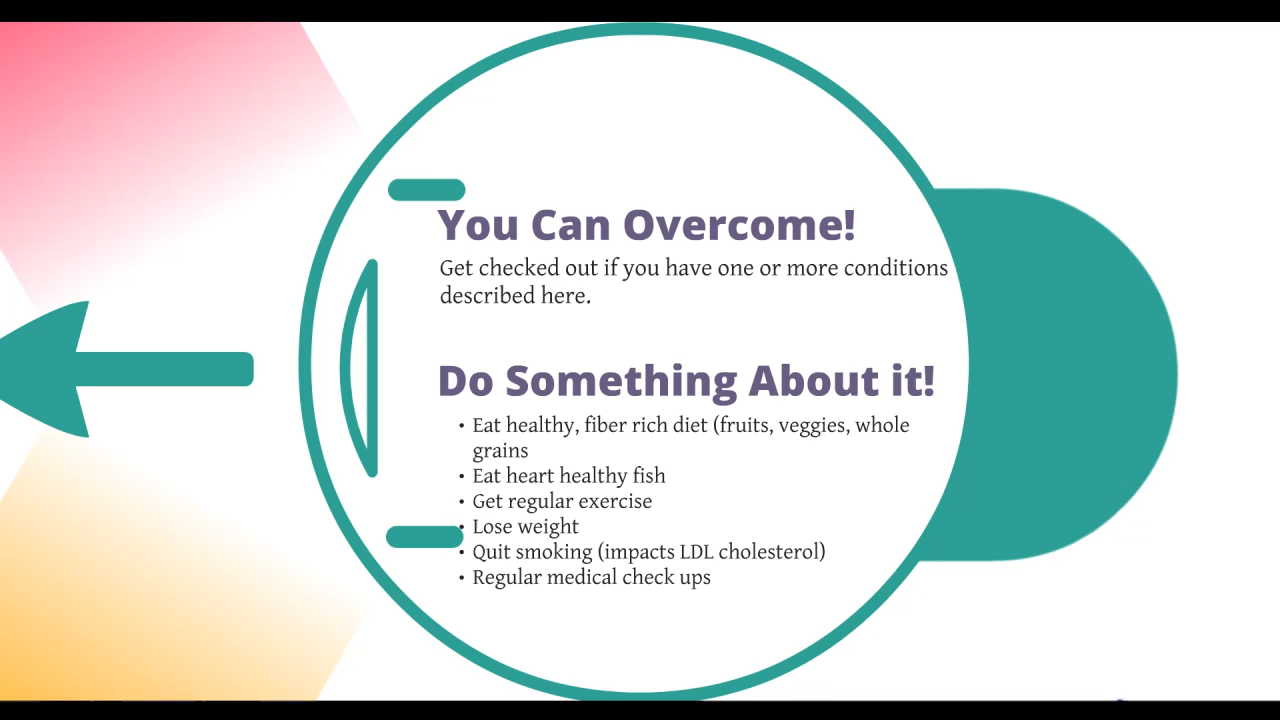 You Can Overcome!
Get checked out if you have one or more conditions
described here.
Do Something About it!
• Eat healthy, fiber rich diet (fruits, veggies, whole
grains
• Eat heart healthy fish
• Get regular exercise
• Lose weight
• Quit smoking (impacts LDL cholesterol)
• Regular medical check ups